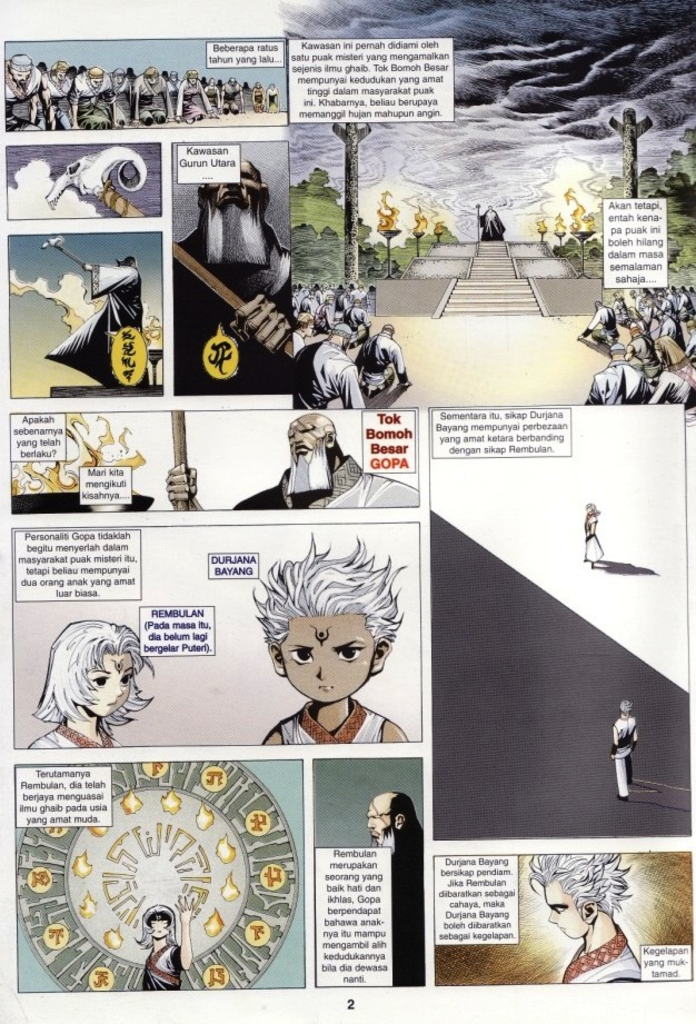 Beberapa ratus
tahun yang lalu...
Kawasan ini pernah didiami oleh
satu puak misteri yang mengamalkan
sejenis ilmu ghaib. Tok Bomoh Besar
mempunyai kedudukan yang amat
tinggi dalam masyarakat puak
ini. Khabarnya, beliau berupaya
memanggil hujan mahupun angin.
Kawasan
Gurun Utara
....
Akan tetapi,
entah kena-
pa puak ini
boleh hilang
dalam masa
semalaman
sahaja....
Apakah
sebenarnya
yang telah
berlaku?
Mari kita
mengikuti
kisahnya....
Tok
Bomoh
Besar
GOPA
Sementara itu, sikap Durjana
Bayang mempunyai perbezaan
yang amat ketara berbanding
dengan sikap Rembulan.
Personaliti Gopa tidaklah
begitu menyerlah dalam
masyarakat puak misteri itu,
tetapi beliau mempunyai
dua orang anak yang amat
luar biasa.
DURJANA
BAYANG
REMBULAN
(Pada masa itu,
dia belum lagi
bergelar Puteri).
Terutamanya
Rembulan, dia telah
berjaya menguasai
ilmu ghaib pada usia
yang amat muda.
Rembulan
merupakan
seorang yang
baik hati dan
ikhlas, Gopa
berpendapat
bahawa anak-
nya itu mampu
mengambil alih
kedudukannya
bila dia dewasa
nanti.
Durjana Bayang
bersikap pendiam.
Jika Rembulan
diibaratkan sebagai
cahaya, maka
Durjana Bayang
boleh diibaratkan
sebagai kegelapan.
Kegelapan
yang muk-
tamad.
2